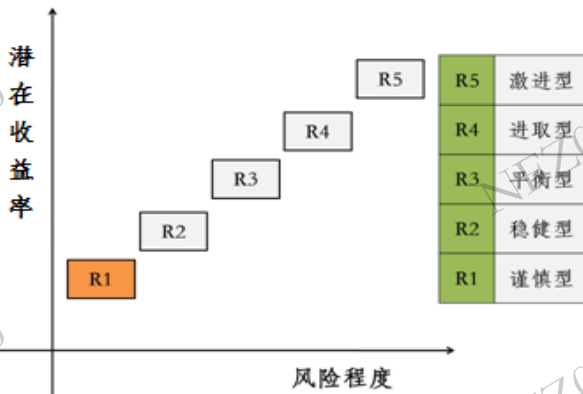 潜在收益率
R5
R4
R3
R2
R1
风险程度
R5 激进型
R4 进取型
R3 平衡型
R2 稳健型
R1 谨慎型